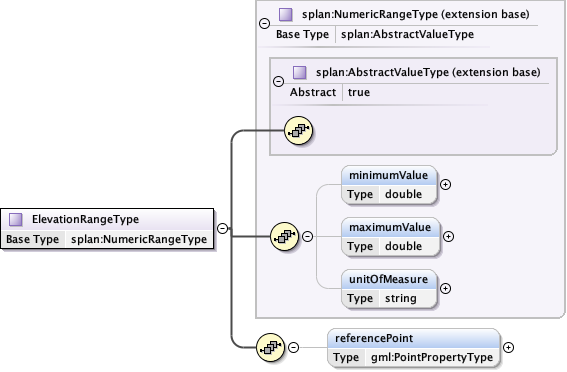 splan:NumericRangeType (extension base)
Base Type splan:AbstractValueType
splan:AbstractValueType (extension base)
Abstract true
minimumValue
Type double
ElevationRangeType
Base Type splan:NumericRangeType
maximumValue
Type double
unitOfMeasure
Type string
referencePoint
Type gml:PointPropertyType